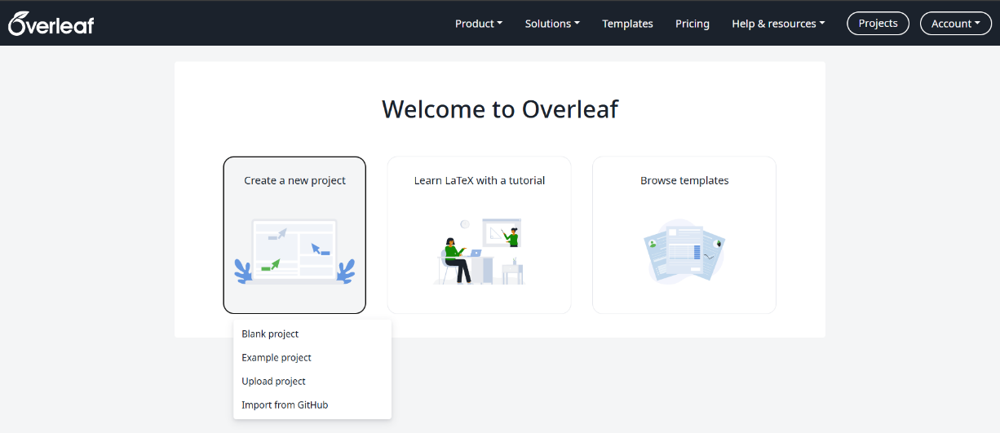 Overleaf
Product
Solutions
Templates
Pricing
Help & resources
Projects
Account
Welcome to Overleaf
Create a new project
Learn LaTeX with a tutorial
Browse templates
Blank project
Example project
Upload project
Import from GitHub